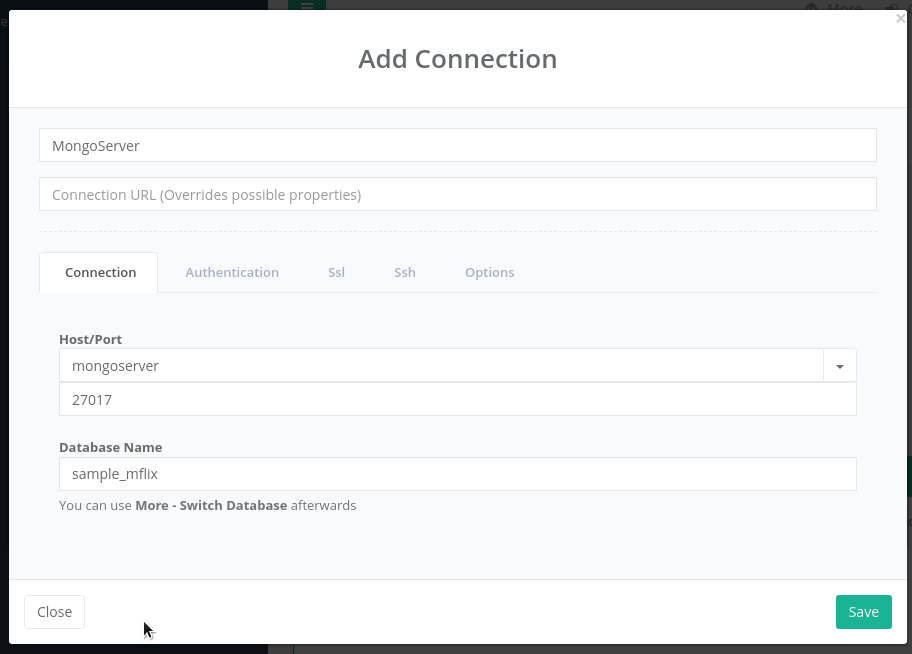 More
×
Add Connection
MongoServer
Connection URL (Overrides possible properties)
Connection Authentication Ssl Ssh Options
Host/Port
mongoserver
27017
Database Name
sample_mflix
You can use More - Switch Database afterwards
Close Save